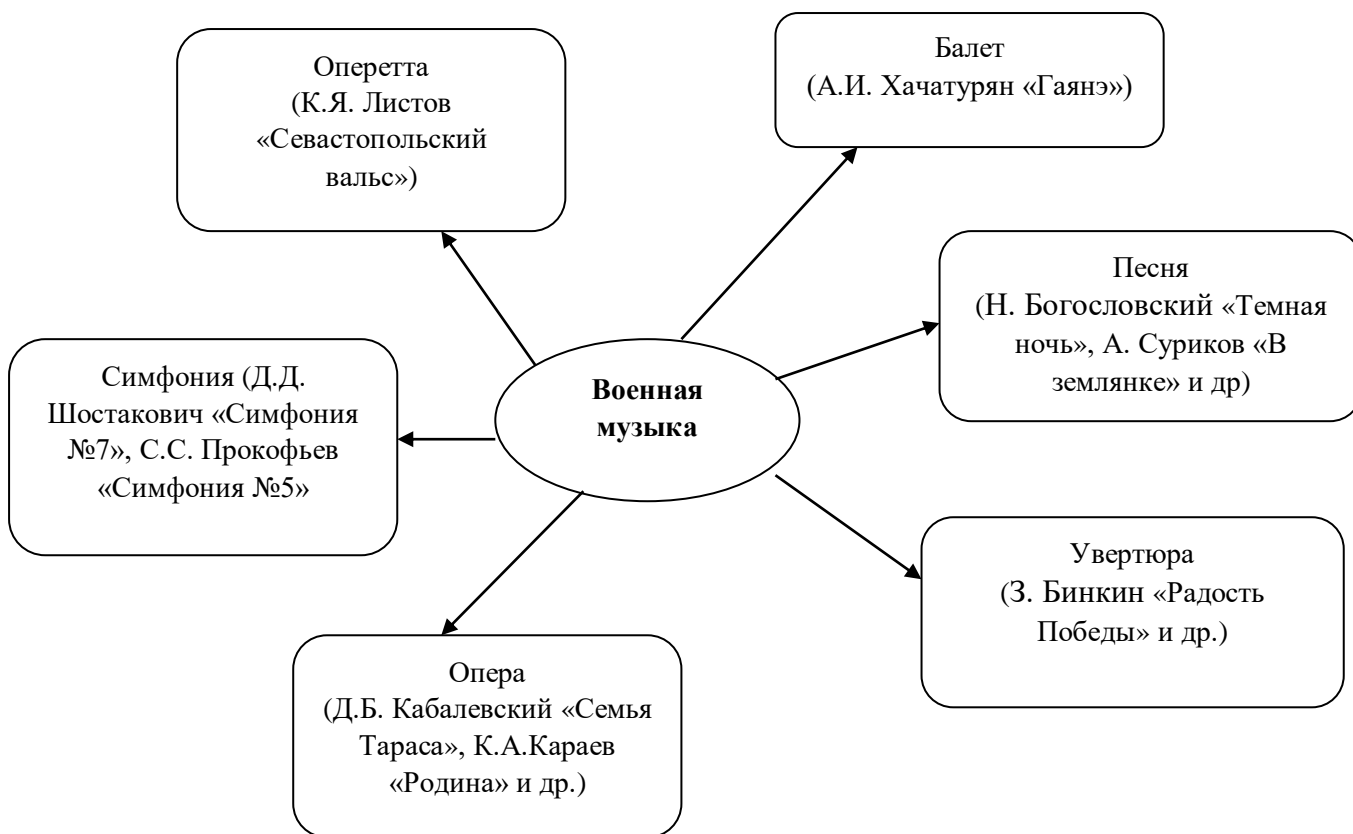 Оперетта
(К.Я. Листов
«Севастопольский
вальс»)
Балет
(А.И. Хачатурян «Гаянэ»)
Песня
(Н. Богословский «Темная
ночь», А. Суриков «В
землянке» и др)
Симфония (Д.Д.
Шостакович «Симфония
№7», С.С. Прокофьев
«Симфония №5»
Военная
музыка
Увертюра
(З. Бинкин «Радость
Победы» и др.)
Опера
(Д.Б. Кабалевский «Семья
Тараса», К.А.Караев
«Родина» и др.)